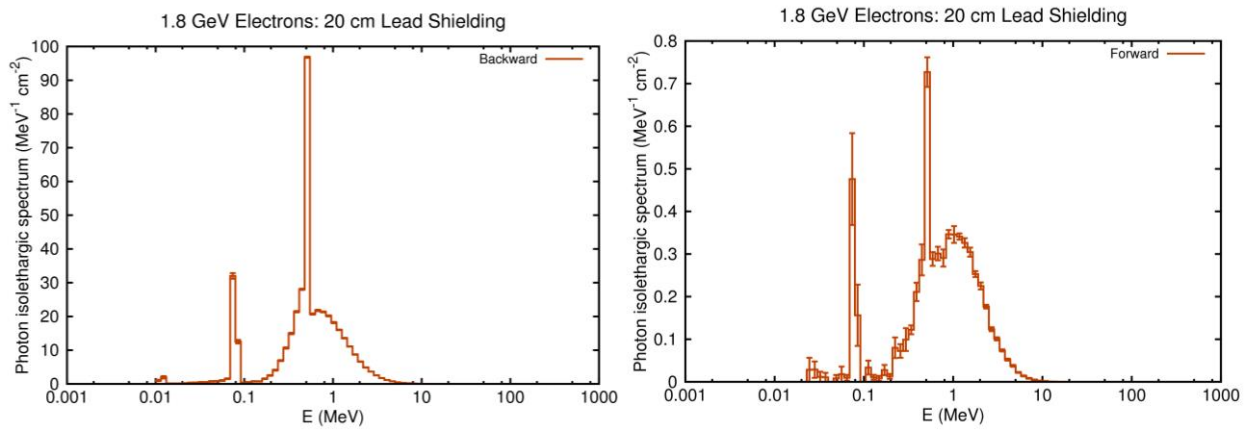 1.8 GeV Electrons: 20 cm Lead Shielding
Photon isolethargic spectrum (MeV⁻¹ cm⁻²)
100
90
80
70
60
50
40
30
20
10
0
Backward
0.001 0.01 0.1 1 10 100 1000
E (MeV)
1.8 GeV Electrons: 20 cm Lead Shielding
Photon isolethargic spectrum (MeV⁻¹ cm⁻²)
0.8
0.7
0.6
0.5
0.4
0.3
0.2
0.1
0
Forward
0.001 0.01 0.1 1 10 100 1000
E (MeV)